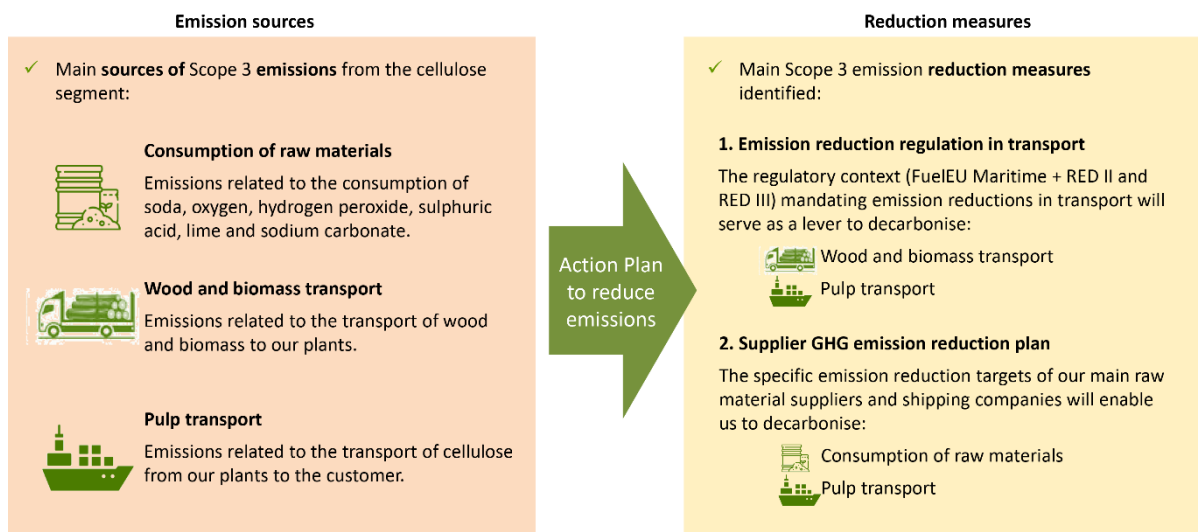 Emission sources
✓ Main sources of Scope 3 emissions from the cellulose
segment:
Consumption of raw materials
Emissions related to the consumption of
soda, oxygen, hydrogen peroxide, sulphuric
acid, lime and sodium carbonate.
Wood and biomass transport
Emissions related to the transport of wood
and biomass to our plants.
Pulp transport
Emissions related to the transport of cellulose
from our plants to the customer.
Action Plan
to reduce
emissions
Reduction measures
✓ Main Scope 3 emission reduction measures
identified:
1. Emission reduction regulation in transport
The regulatory context (FuelEU Maritime + RED II and
RED III) mandating emission reductions in transport will
serve as a lever to decarbonise:
Wood and biomass transport
Pulp transport
2. Supplier GHG emission reduction plan
The specific emission reduction targets of our main raw
material suppliers and shipping companies will enable
us to decarbonise:
Consumption of raw materials
Pulp transport